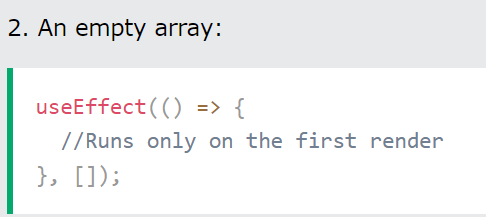 2. An empty array:
useEffect(() => {
  //Runs only on the first render
}, []);